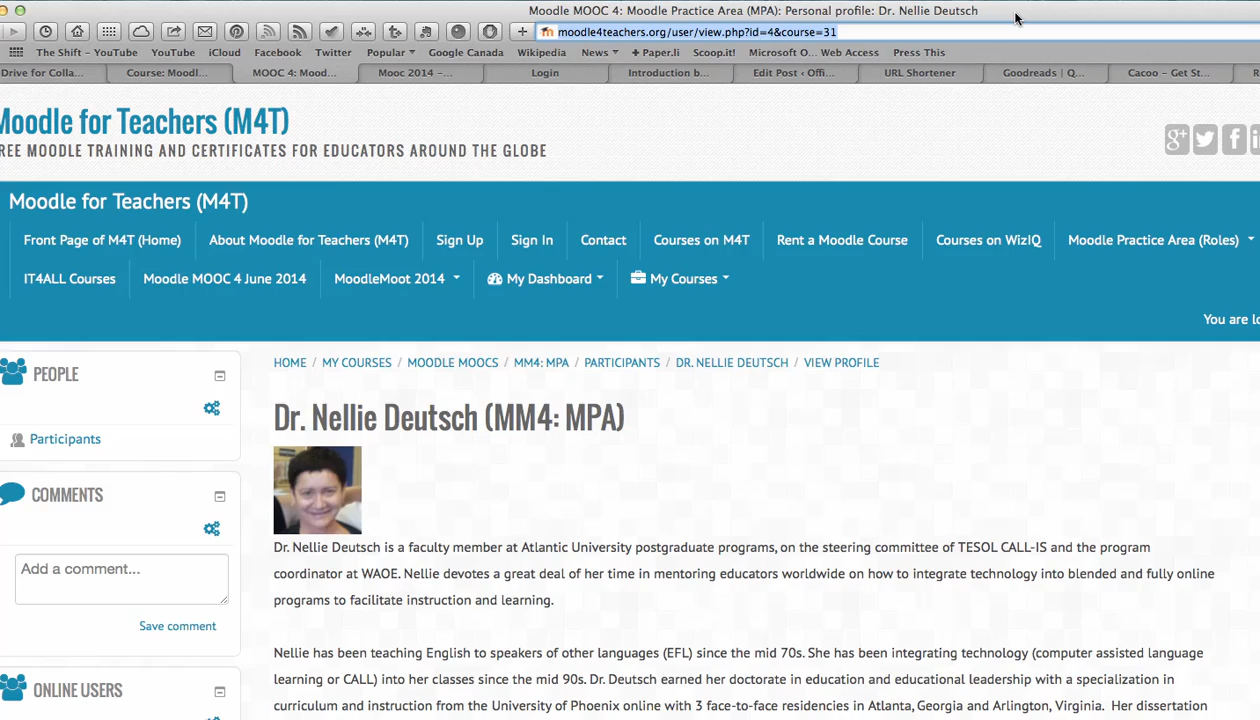 Moodle MOOC 4: Moodle Practice Area (MPA): Personal profile: Dr. Nellie Deutsch
moodle4teachers.org/user/view.php?id=4&course=31
The Shift - YouTube YouTube iCloud Facebook Twitter Popular Google Canada Wikipedia News + Paper.li Scoop.it! Microsoft O... Web Access Press This
Drive for Colla... Course: Moodl... MOOC 4: Mood... Mooc 2014 -... Login Introduction b... Edit Post ‹ Offi... URL Shortener Goodreads | Q... Cacoo - Get St...
Moodle for Teachers (M4T)
REE MOODLE TRAINING AND CERTIFICATES FOR EDUCATORS AROUND THE GLOBE
g+ f in
Moodle for Teachers (M4T)
Front Page of M4T (Home) About Moodle for Teachers (M4T) Sign Up Sign In Contact Courses on M4T Rent a Moodle Course Courses on WizIQ Moodle Practice Area (Roles)
IT4ALL Courses Moodle MOOC 4 June 2014 MoodleMoot 2014 My Dashboard My Courses
You are lo
PEOPLE
Participants
COMMENTS
Add a comment...
Save comment
ONLINE USERS
HOME / MY COURSES / MOODLE MOOCS / MM4: MPA / PARTICIPANTS / DR. NELLIE DEUTSCH / VIEW PROFILE
Dr. Nellie Deutsch (MM4: MPA)
Dr. Nellie Deutsch is a faculty member at Atlantic University postgraduate programs, on the steering committee of TESOL CALL-IS and the program
coordinator at WAOE. Nellie devotes a great deal of her time in mentoring educators worldwide on how to integrate technology into blended and fully online
programs to facilitate instruction and learning.
Nellie has been teaching English to speakers of other languages (EFL) since the mid 70s. She has been integrating technology (computer assisted language
learning or CALL) into her classes since the mid 90s. Dr. Deutsch earned her doctorate in education and educational leadership with a specialization in
curriculum and instruction from the University of Phoenix online with 3 face-to-face residencies in Atlanta, Georgia and Arlington, Virginia. Her dissertation